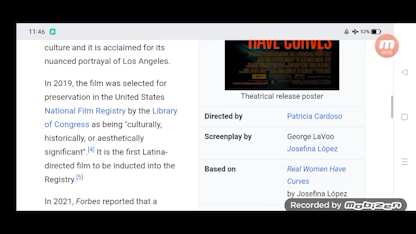 11:46
52%
culture and it is acclaimed for its
nuanced portrayal of Los Angeles.
In 2019, the film was selected for
preservation in the United States
National Film Registry by the Library
of Congress as being "culturally,
historically, or aesthetically
significant".[4] It is the first Latina-
directed film to be inducted into the
Registry.[5]
In 2021, Forbes reported that a
HAVE CURVES
Theatrical release poster
Directed by Patricia Cardoso
Screenplay by George LaVoo
Josefina López
Based on Real Women Have
Curves
by Josefina López
Recorded by mobizen